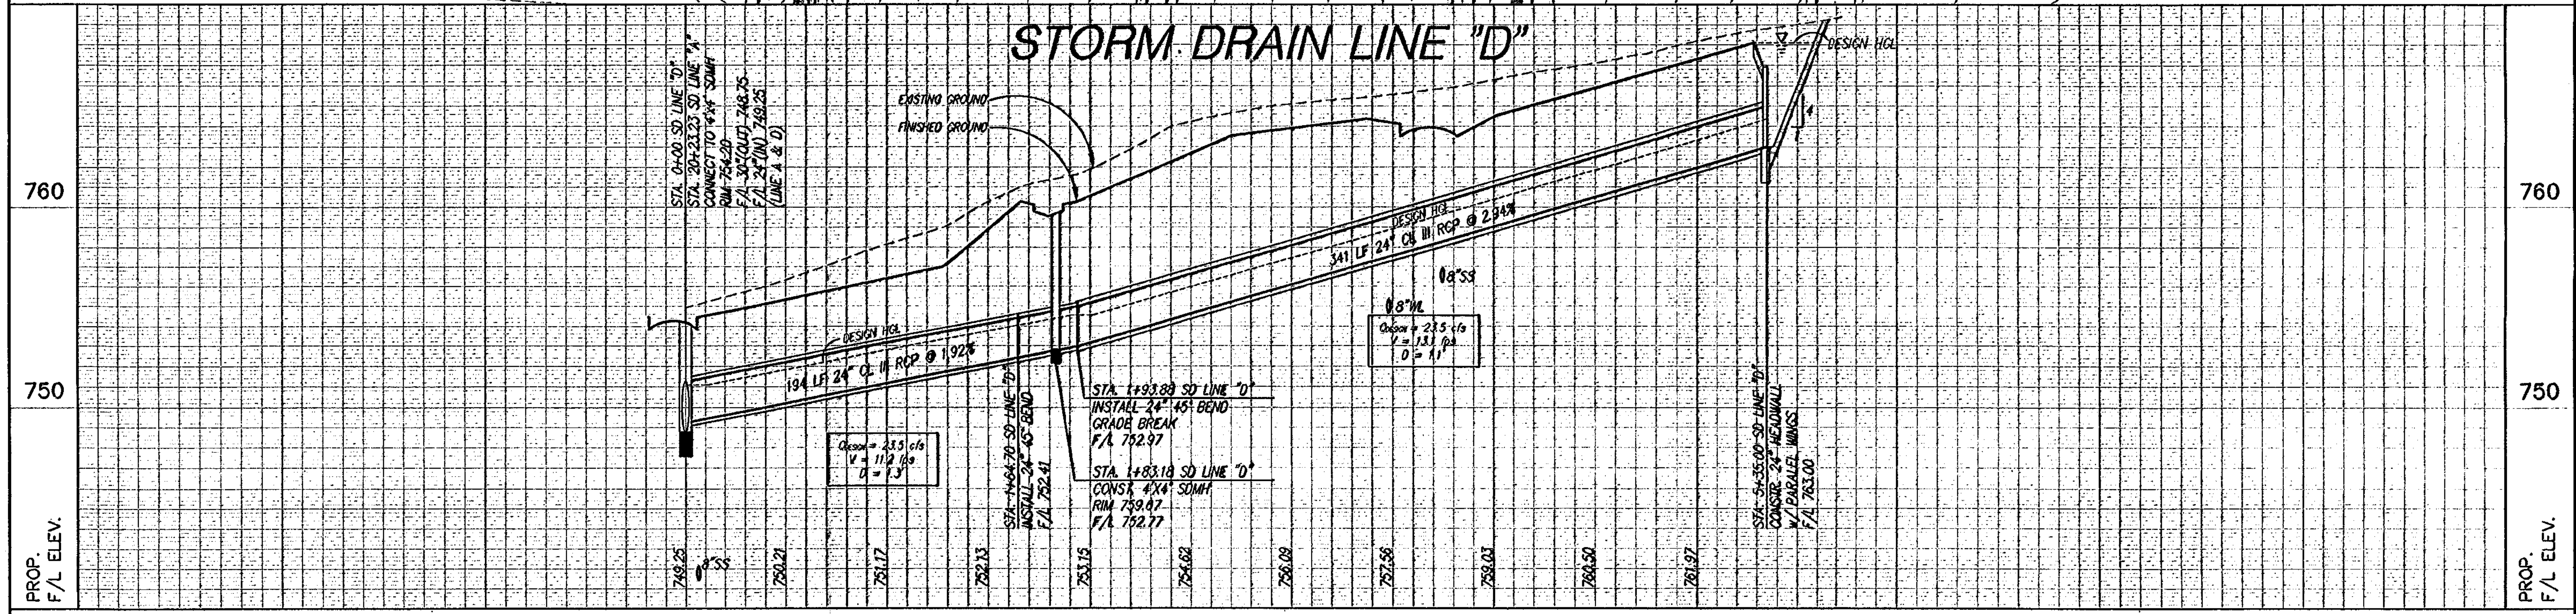 STORM DRAIN LINE "D"
STA. 0+00 SD LINE "D"
STA. 20+23.23 SD LINE "A"
CONNECT TO 4'X4' SDMH
RIM 754.20
F/L 30" (OUT) 748.75
F/L 24" (IN) 749.25
(LINE A & D)
EXISTING GROUND
FINISHED GROUND
DESIGN HGL
DESIGN HGL
194 LF 24" CL III RCP @ 1.92%
DESIGN HGL
341 LF 24" CL III RCP @ 2.94%
8"SS
8"WL
QDESIGN = 23.5 cfs
V = 13.1 fps
D = 1.1'
QDESIGN = 23.5 cfs
V = 11.2 fps
D = 1.3'
STA. 1+64.70 SD LINE "D"
INSTALL 24" 45° BEND
F/L 752.41
STA. 1+93.88 SD LINE "D"
INSTALL 24" 45° BEND
GRADE BREAK
F/L 752.97
STA. 1+83.18 SD LINE "D"
CONST. 4'X4' SDMH
RIM 759.67
F/L 752.77
STA. 5+35.00 SD LINE "D"
CONSTR. 24" HEADWALL
W/ PARALLEL WINGS
F/L 763.00
4
1
760
750
760
750
PROP.
F/L ELEV.
749.25
8"SS
750.21
751.17
752.13
753.15
754.62
756.09
757.56
759.03
760.50
761.97
PROP.
F/L ELEV.